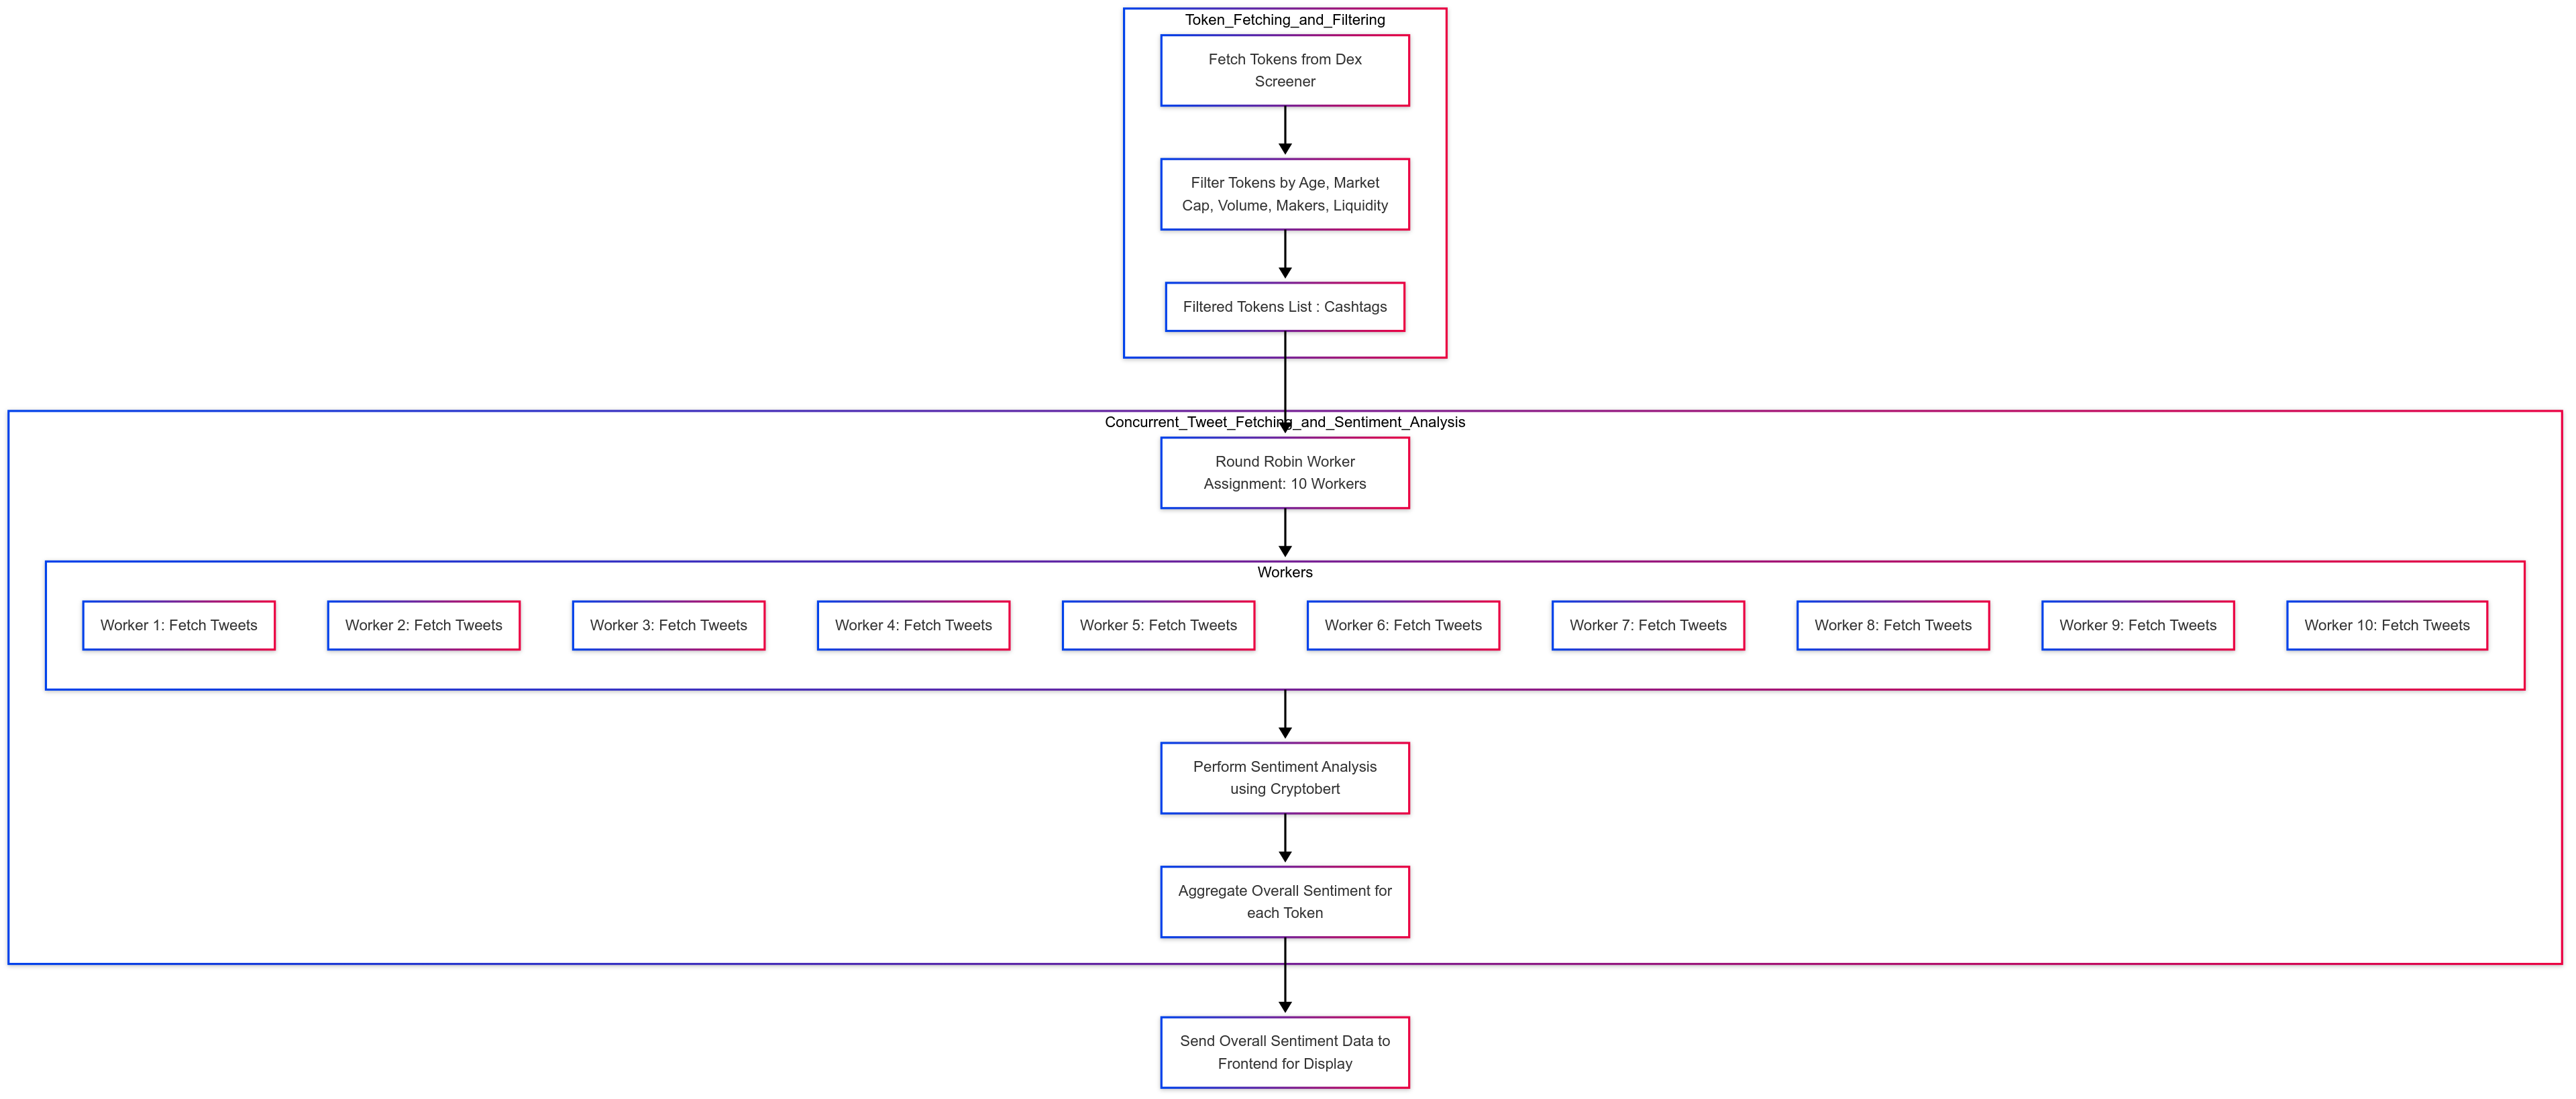 Token_Fetching_and_Filtering
Fetch Tokens from Dex
Screener
Filter Tokens by Age, Market
Cap, Volume, Makers, Liquidity
Filtered Tokens List : Cashtags
Concurrent_Tweet_Fetching_and_Sentiment_Analysis
Round Robin Worker
Assignment: 10 Workers
Workers
Worker 1: Fetch Tweets
Worker 2: Fetch Tweets
Worker 3: Fetch Tweets
Worker 4: Fetch Tweets
Worker 5: Fetch Tweets
Worker 6: Fetch Tweets
Worker 7: Fetch Tweets
Worker 8: Fetch Tweets
Worker 9: Fetch Tweets
Worker 10: Fetch Tweets
Perform Sentiment Analysis
using Cryptobert
Aggregate Overall Sentiment for
each Token
Send Overall Sentiment Data to
Frontend for Display